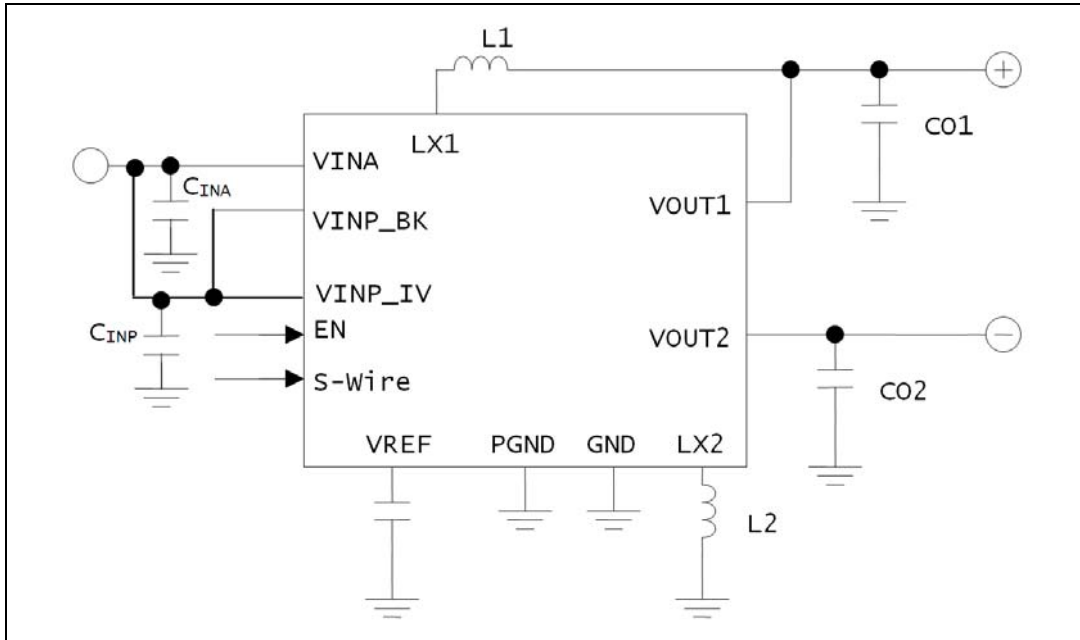 L1
LX1
CO1
VINA
CINA
VINP_BK
VOUT1
VINP_IV
CINP
EN
VOUT2
S-Wire
CO2
VREF
PGND
GND
LX2
L2
+
-